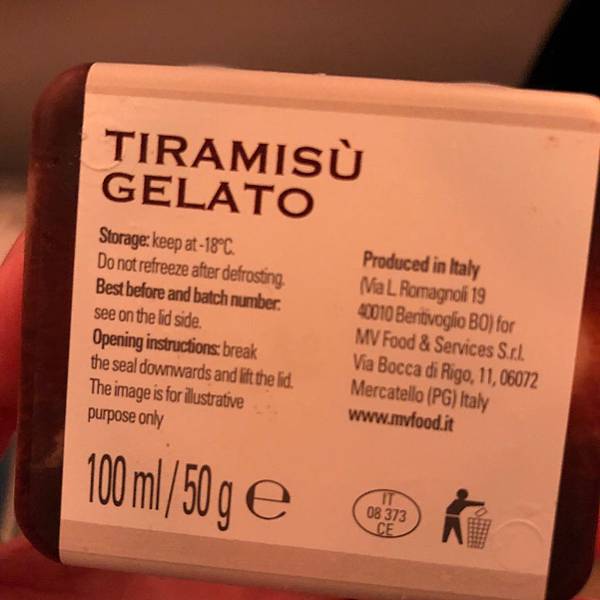 TIRAMISÙ
GELATO
Storage: keep at -18°C.
Do not refreeze after defrosting.
Best before and batch number:
see on the lid side.
Opening instructions: break
the seal downwards and lift the lid.
The image is for illustrative
purpose only
100 ml / 50 g ℮
Produced in Italy
(Via L. Romagnoli 19
40010 Bentivoglio BO) for
MV Food & Services S.r.l.
Via Bocca di Rigo, 11, 06072
Mercatello (PG) Italy
www.mvfood.it
IT
08 373
CE